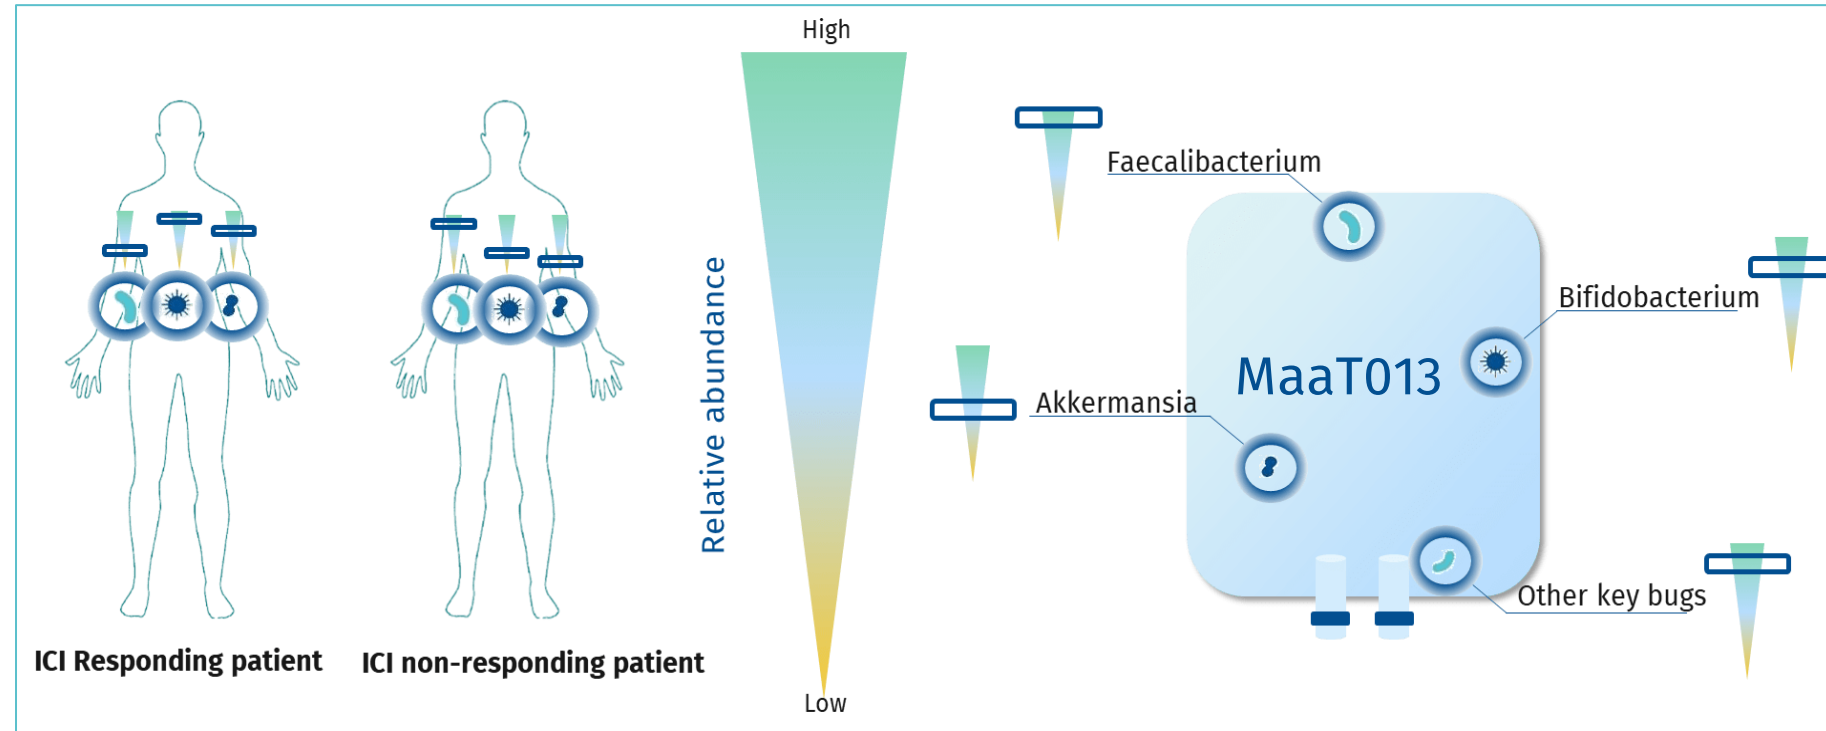 High
Faecalibacterium
Bifidobacterium
Relative abundance
MaaT013
Akkermansia
Other key bugs
ICI Responding patient
ICI non-responding patient
Low